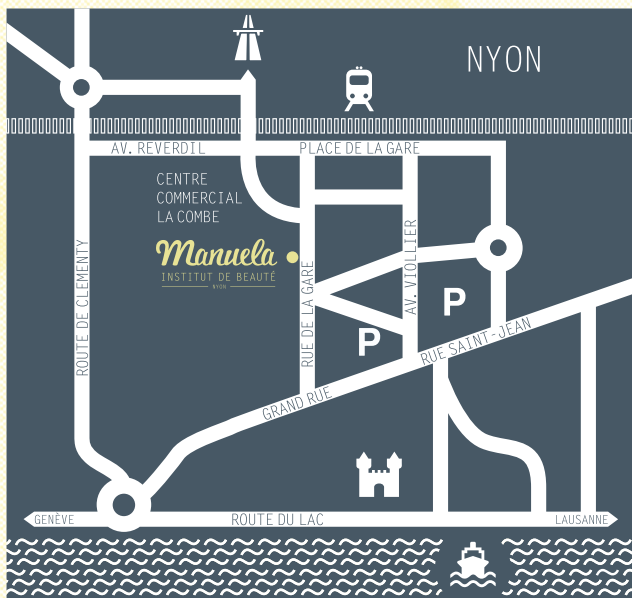 NYON
AV. REVERDIL
PLACE DE LA GARE
CENTRE
COMMERCIAL
LA COMBE
Manuela
INSTITUT DE BEAUTÉ
NYON
ROUTE DE CLEMENTY
RUE DE LA GARE
AV. VIOLLIER
P
P
RUE SAINT-JEAN
GRAND RUE
GENÈVE
ROUTE DU LAC
LAUSANNE